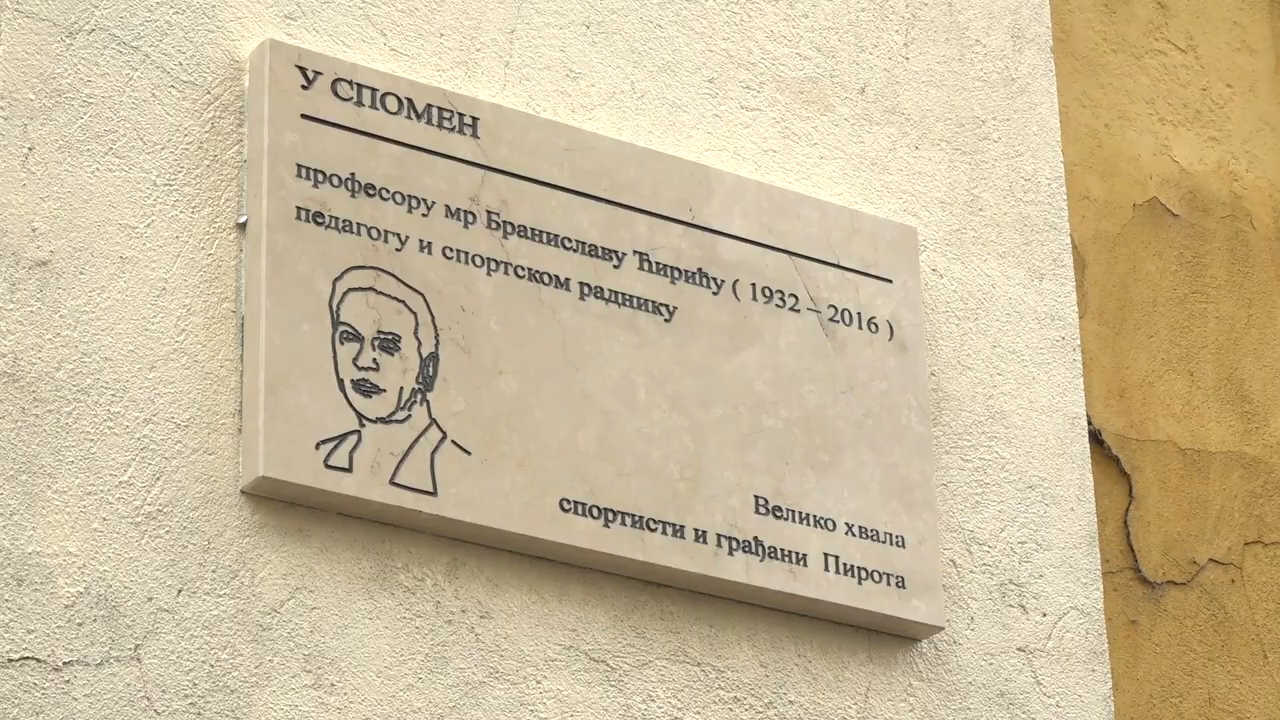 У СПОМЕН
професору мр Браниславу Ћирићу ( 1932 – 2016 )
педагогу и спортском раднику
Велико хвала
спортисти и грађани Пирота